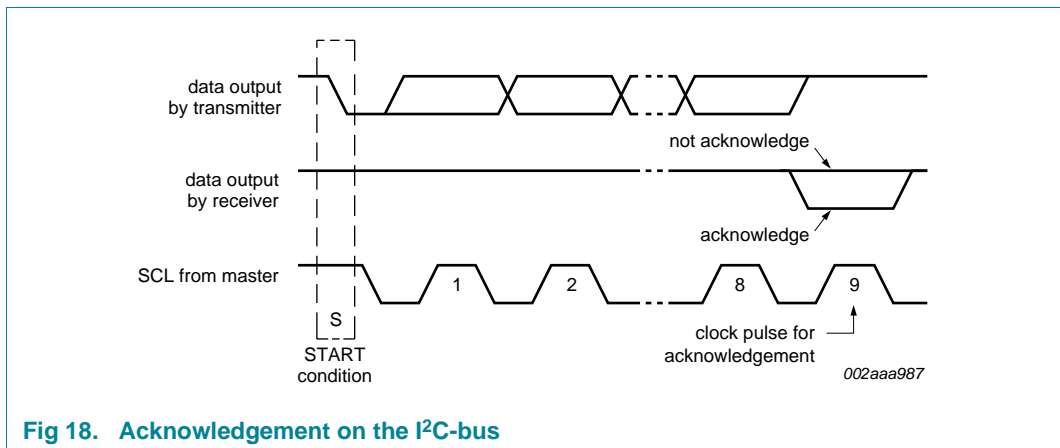 data output
by transmitter
not acknowledge
data output
by receiver
acknowledge
SCL from master
1
2
8
9
S
START
condition
clock pulse for
acknowledgement
002aaa987
Fig 18. Acknowledgement on the I²C-bus